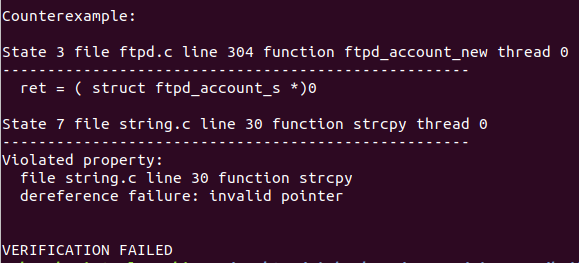 Counterexample:
State 3 file ftpd.c line 304 function ftpd_account_new thread 0
---------------------------------------------------
ret = ( struct ftpd_account_s *)0
State 7 file string.c line 30 function strcpy thread 0
---------------------------------------------------
Violated property:
file string.c line 30 function strcpy
dereference failure: invalid pointer
VERIFICATION FAILED